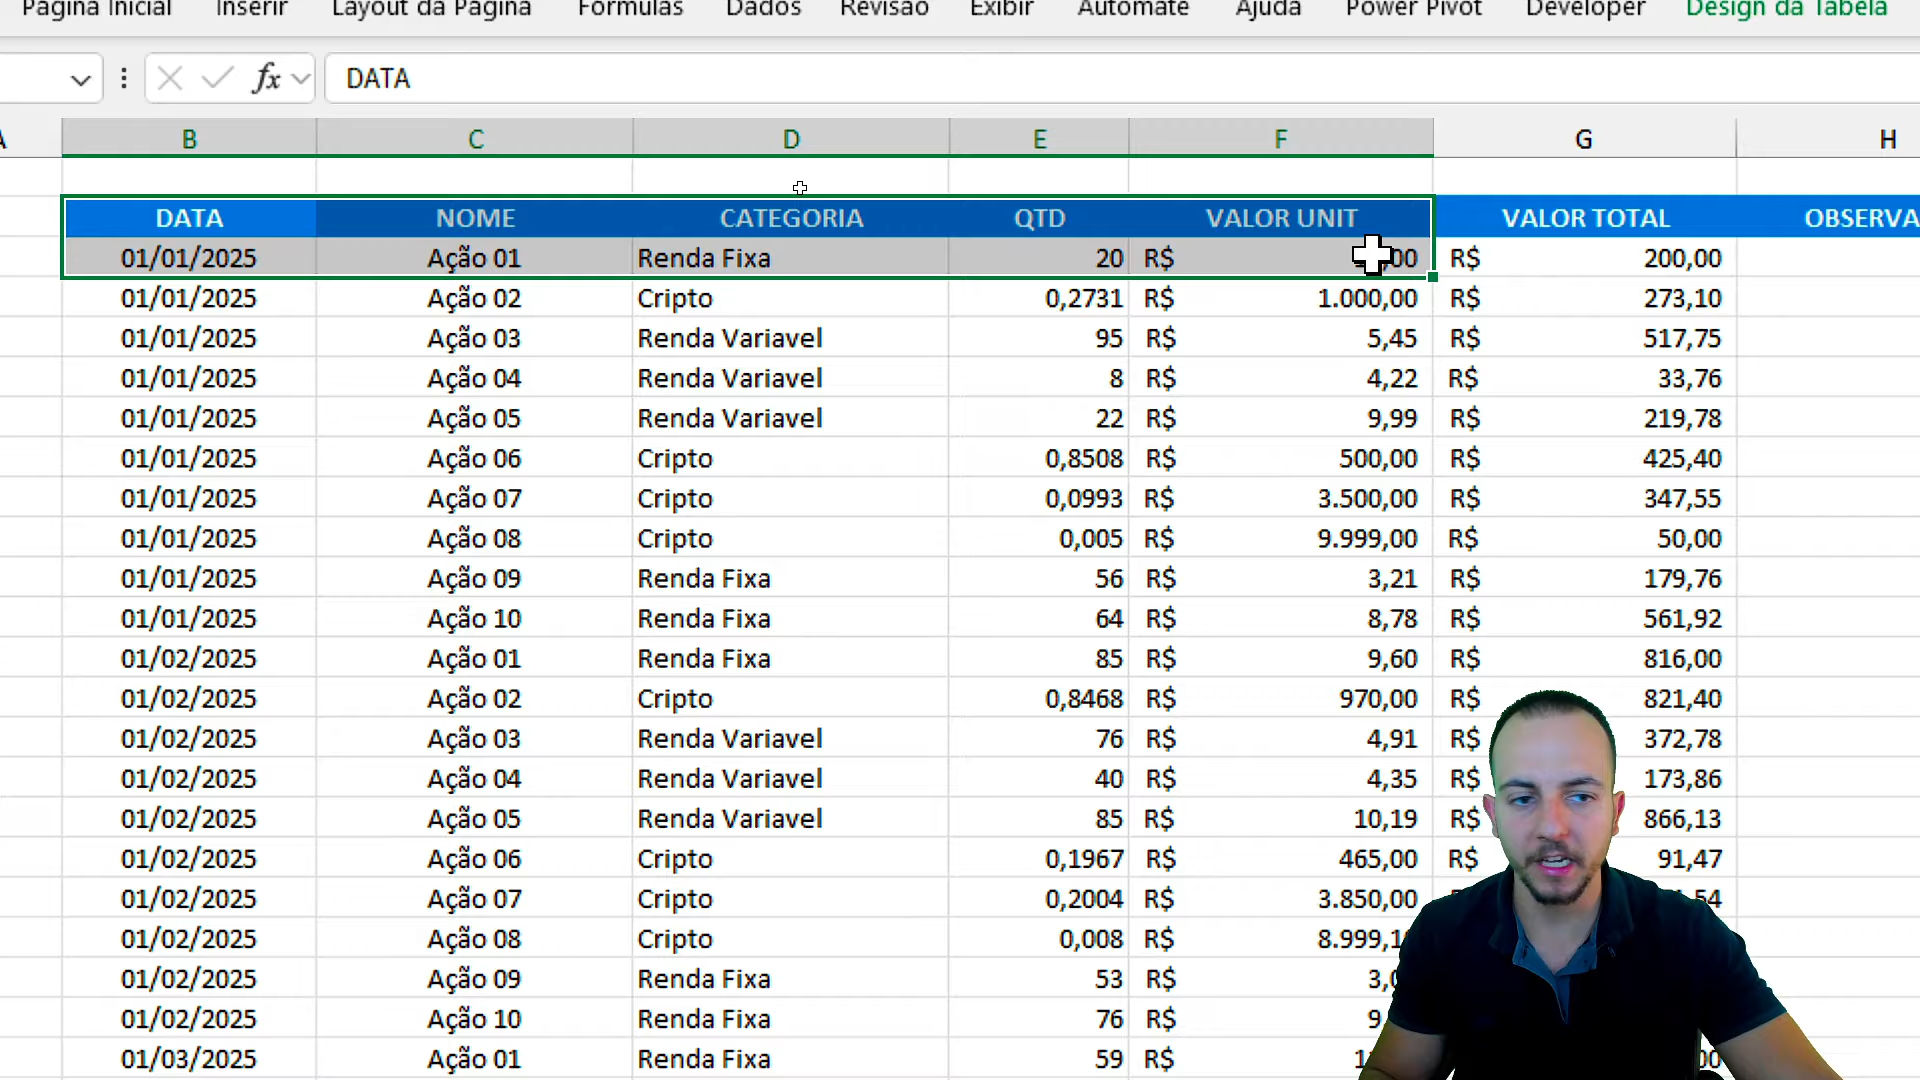 Página Inicial Inserir Layout da Página Fórmulas Dados Revisão Exibir Automate Ajuda Power Pivot Developer Design da Tabela
fx DATA
A B C D E F G H
DATA NOME CATEGORIA QTD VALOR UNIT VALOR TOTAL OBSERVA
01/01/2025 Ação 01 Renda Fixa 20 R$ ,00 R$ 200,00
01/01/2025 Ação 02 Cripto 0,2731 R$ 1.000,00 R$ 273,10
01/01/2025 Ação 03 Renda Variavel 95 R$ 5,45 R$ 517,75
01/01/2025 Ação 04 Renda Variavel 8 R$ 4,22 R$ 33,76
01/01/2025 Ação 05 Renda Variavel 22 R$ 9,99 R$ 219,78
01/01/2025 Ação 06 Cripto 0,8508 R$ 500,00 R$ 425,40
01/01/2025 Ação 07 Cripto 0,0993 R$ 3.500,00 R$ 347,55
01/01/2025 Ação 08 Cripto 0,005 R$ 9.999,00 R$ 50,00
01/01/2025 Ação 09 Renda Fixa 56 R$ 3,21 R$ 179,76
01/01/2025 Ação 10 Renda Fixa 64 R$ 8,78 R$ 561,92
01/02/2025 Ação 01 Renda Fixa 85 R$ 9,60 R$ 816,00
01/02/2025 Ação 02 Cripto 0,8468 R$ 970,00 R$ 821,40
01/02/2025 Ação 03 Renda Variavel 76 R$ 4,91 R$ 372,78
01/02/2025 Ação 04 Renda Variavel 40 R$ 4,35 R$ 173,86
01/02/2025 Ação 05 Renda Variavel 85 R$ 10,19 R$ 866,13
01/02/2025 Ação 06 Cripto 0,1967 R$ 465,00 R$ 91,47
01/02/2025 Ação 07 Cripto 0,2004 R$ 3.850,00 54
01/02/2025 Ação 08 Cripto 0,008 R$ 8.999,1
01/02/2025 Ação 09 Renda Fixa 53 R$ 3,0
01/02/2025 Ação 10 Renda Fixa 76 R$ 9
01/03/2025 Ação 01 Renda Fixa 59 R$ 1